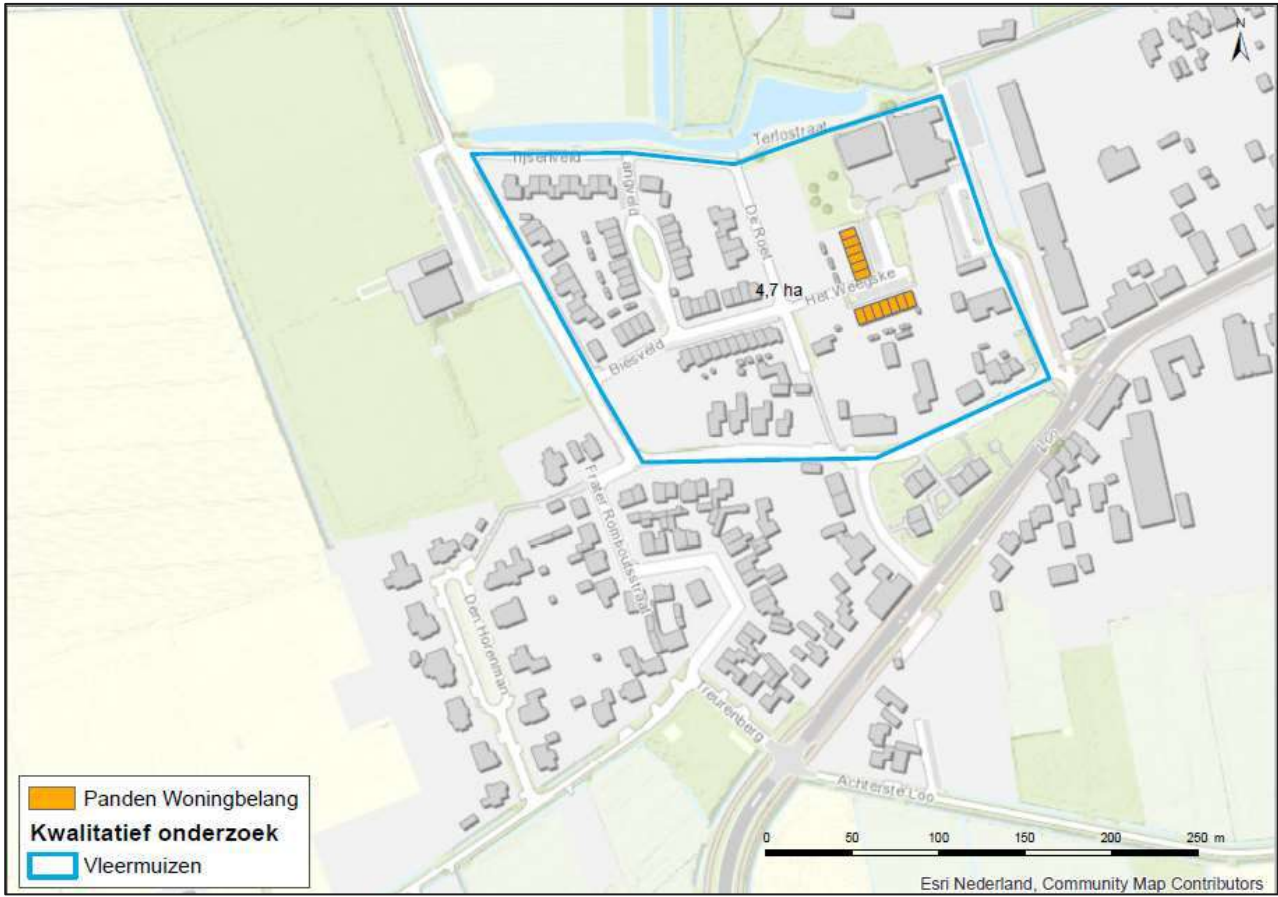 N
Terlostraat
Tijsenveld
Langveld
De Roef
4,7 ha
Het Weegske
Biesveld
Loo
Frater Romboutsstraat
Den Horenman
Treurenberg
Achterste Loo
Panden Woningbelang
Kwalitatief onderzoek
Vleermuizen
0 50 100 150 200 250 m
Esri Nederland, Community Map Contributors